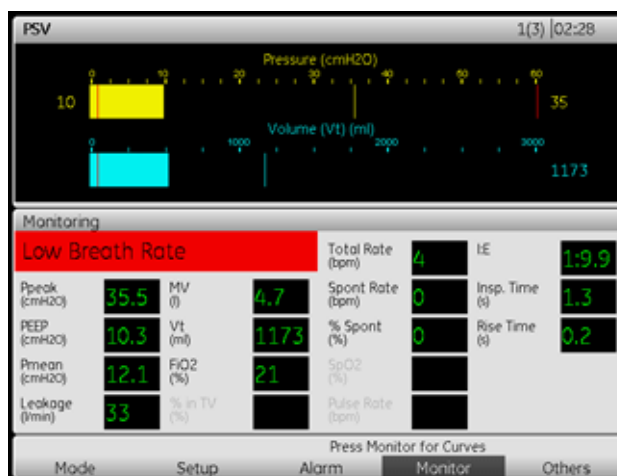 PSV 1(3) 02:28
Pressure (cmH2O)
0 10 20 30 40 50 60
10 35
Volume (Vt) (ml)
0 1000 2000 3000
1173
Monitoring
Low Breath Rate
Total Rate (bpm) 4
I:E 1:9.9
Ppeak (cmH2O) 35.5
MV (l) 4.7
Spont Rate (bpm) 0
Insp. Time (s) 1.3
PEEP (cmH2O) 10.3
Vt (ml) 1173
% Spont (%) 0
Rise Time (s) 0.2
Pmean (cmH2O) 12.1
FiO2 (%) 21
SpO2 (%)
Leakage (l/min) 33
% in TV (%)
Pulse Rate (bpm)
Press Monitor for Curves
Mode Setup Alarm Monitor Others